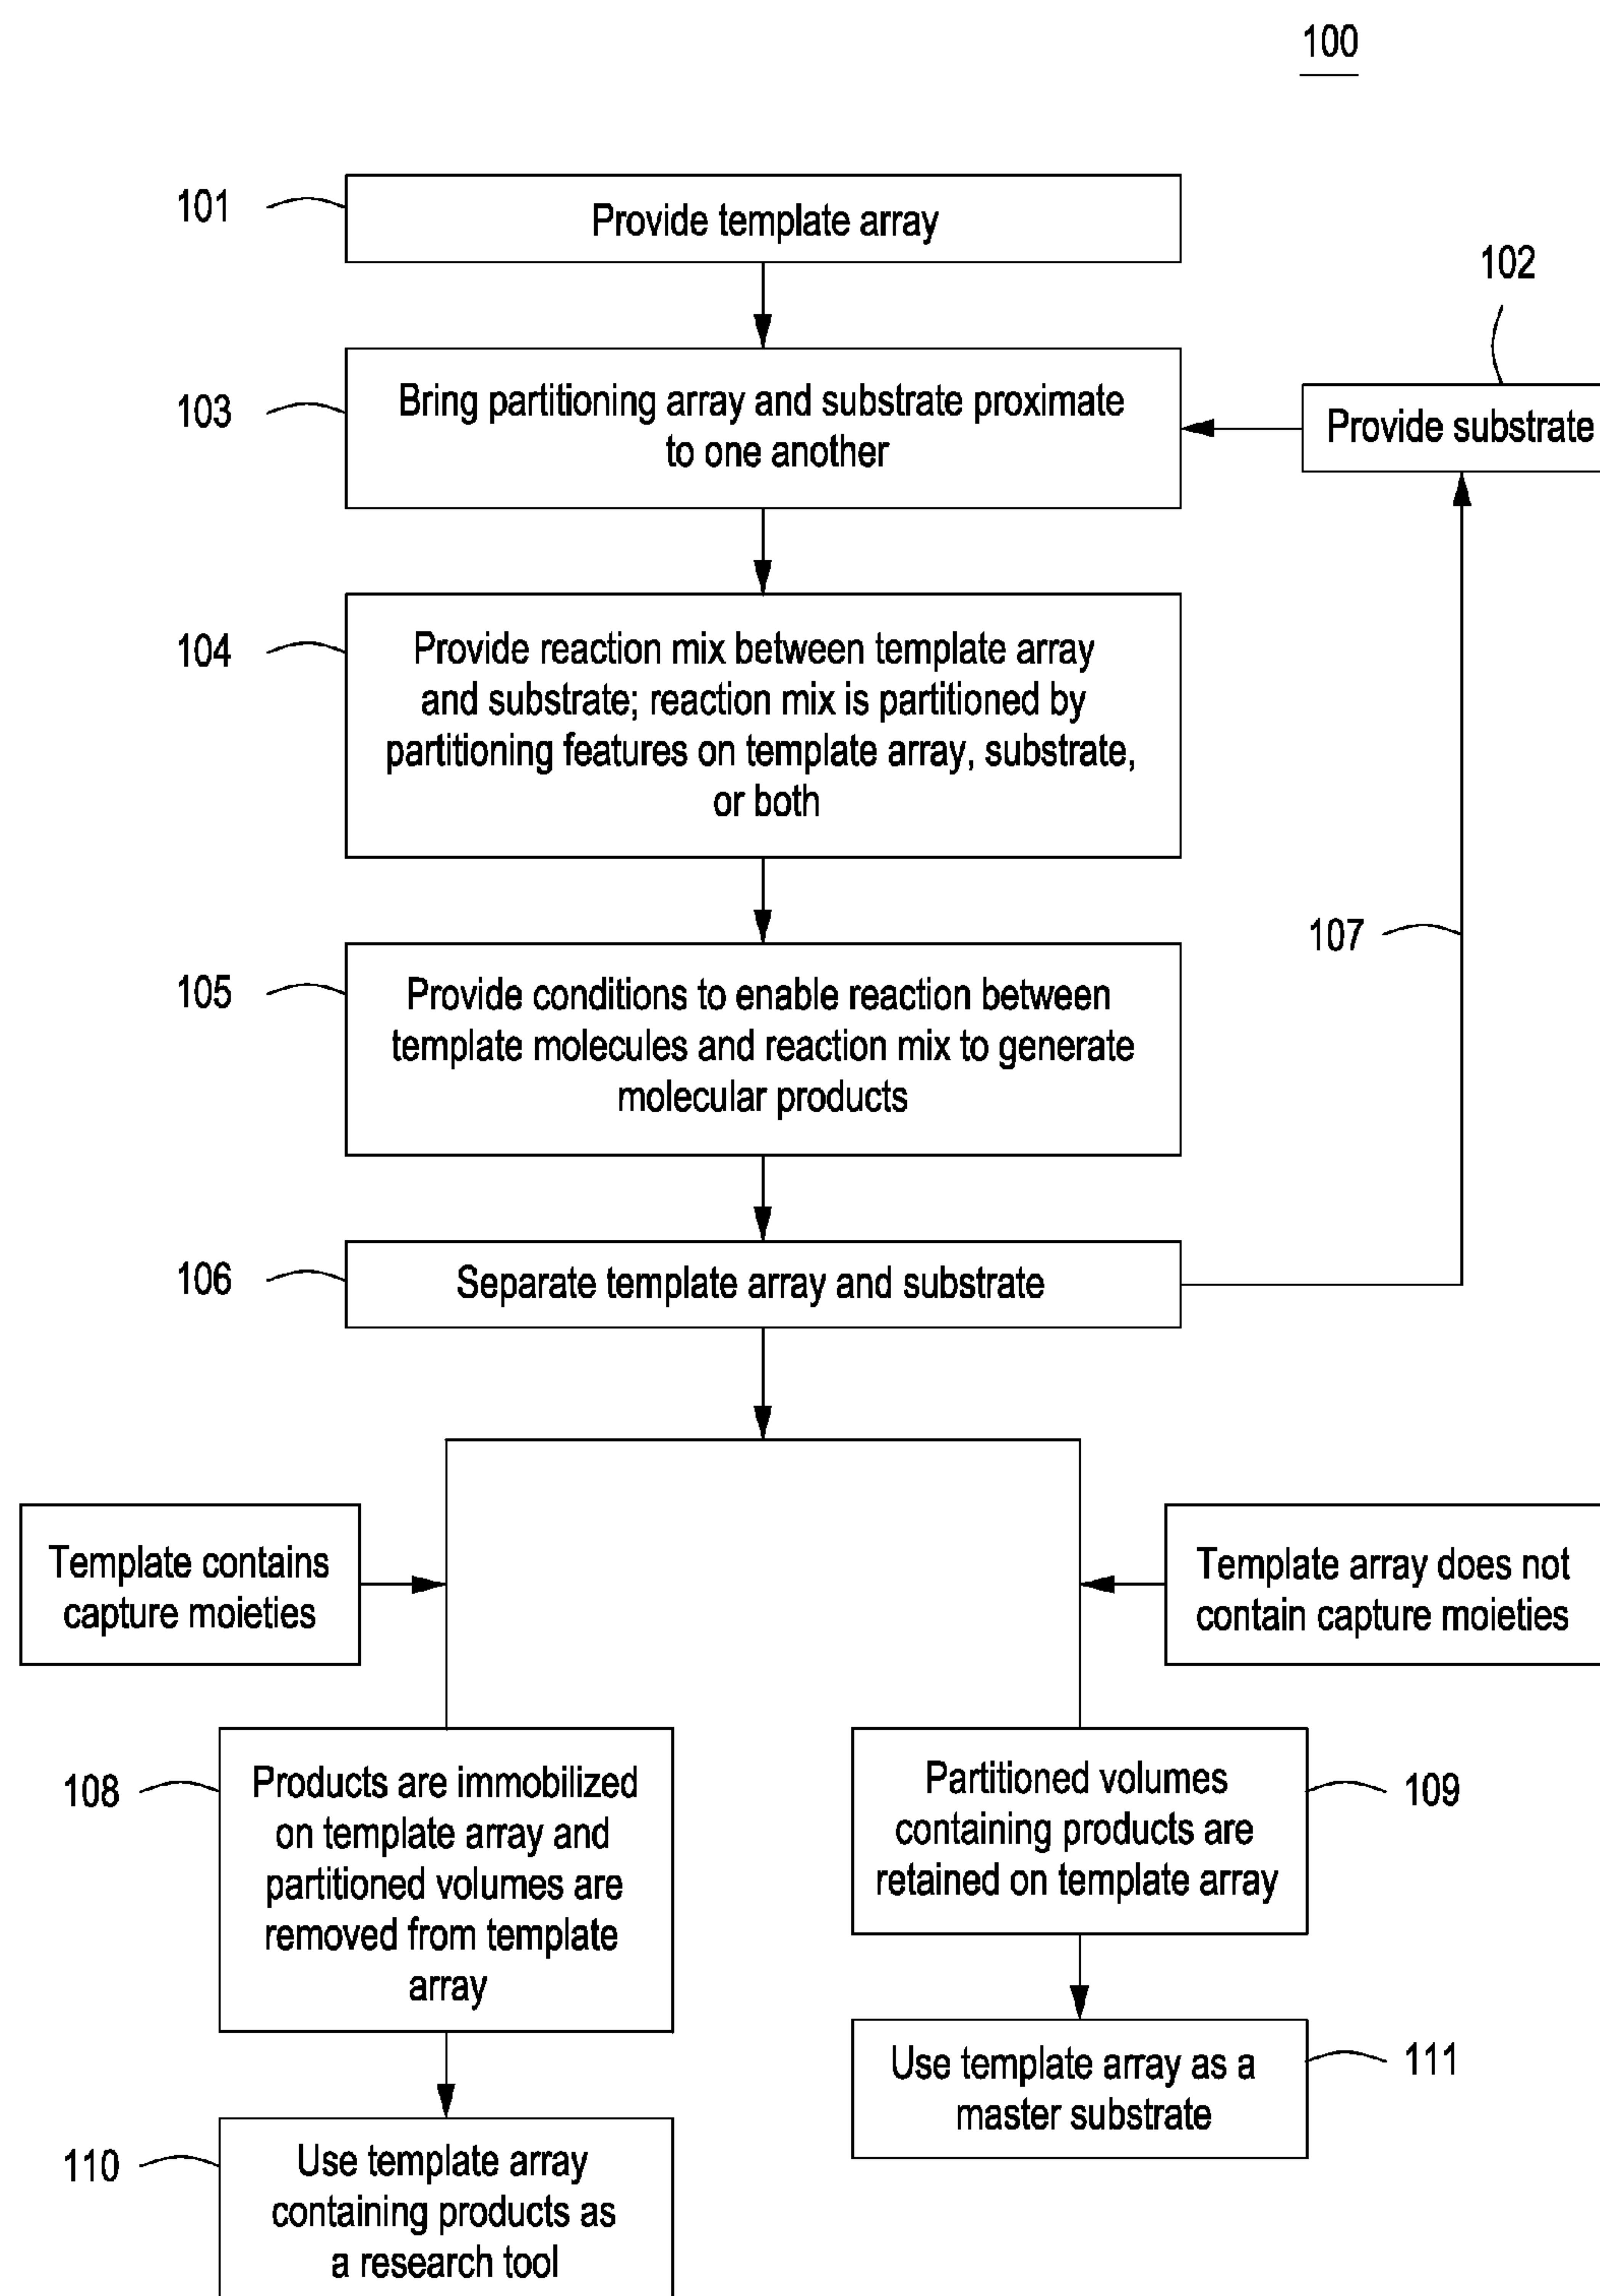 100
101
Provide template array
102
103
Bring partitioning array and substrate proximate
to one another
Provide substrate
104
Provide reaction mix between template array
and substrate; reaction mix is partitioned by
partitioning features on template array, substrate,
or both
107
105
Provide conditions to enable reaction between
template molecules and reaction mix to generate
molecular products
106
Separate template array and substrate
Template contains
capture moieties
Template array does not
contain capture moieties
108
Products are immobilized
on template array and
partitioned volumes are
removed from template
array
Partitioned volumes
containing products are
retained on template array
109
Use template array as a
master substrate
111
110
Use template array
containing products as
a research tool